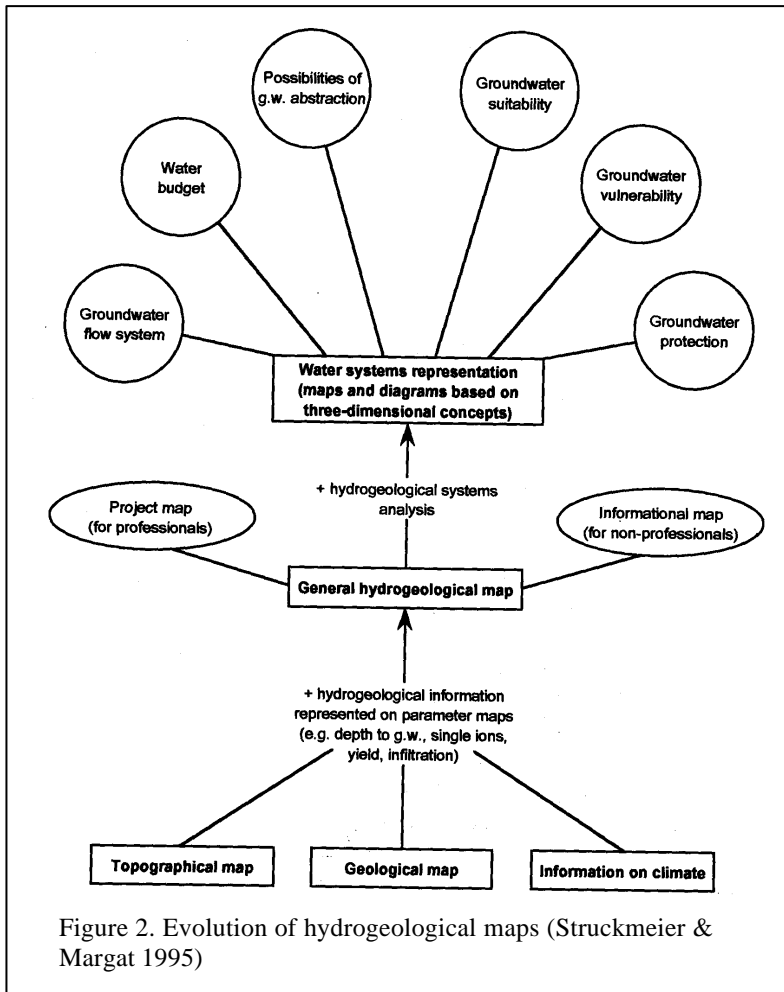 Possibilities of
g.w. abstraction
Groundwater
suitability
Water
budget
Groundwater
vulnerability
Groundwater
flow system
Groundwater
protection
Water systems representation
(maps and diagrams based on
three-dimensional concepts)
+ hydrogeological systems
analysis
Project map
(for professionals)
Informational map
(for non-professionals)
General hydrogeological map
+ hydrogeological information
represented on parameter maps
(e.g. depth to g.w., single ions,
yield, infiltration)
Topographical map
Geological map
Information on climate
Figure 2. Evolution of hydrogeological maps (Struckmeier &
Margat 1995)